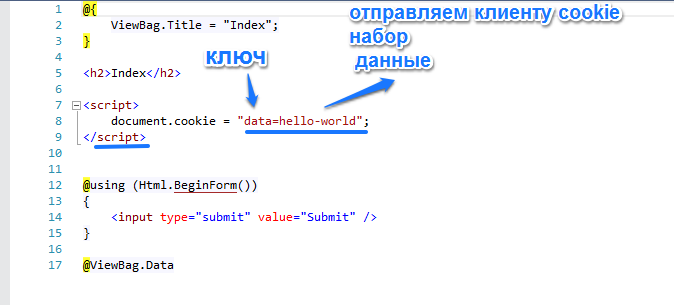 1 @{
отправляем клиенту cookie
2 ViewBag.Title = "Index";
набор
3 }
данные
4
ключ
5 <h2>Index</h2>
6
7 <script>
8 document.cookie = "data=hello-world";
9 </script>
10
11
12 @using (Html.BeginForm())
13 {
14 <input type="submit" value="Submit" />
15 }
16
17 @ViewBag.Data